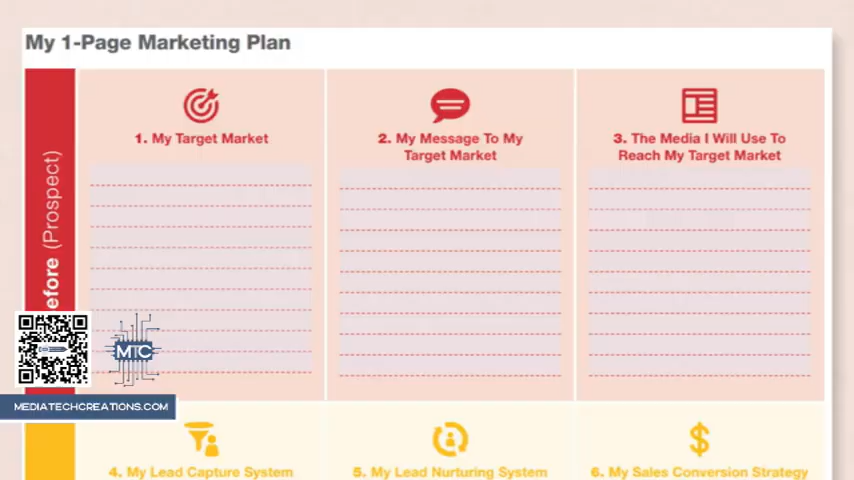 My 1-Page Marketing Plan
1. My Target Market
2. My Message To My
Target Market
3. The Media I Will Use To
Reach My Target Market
efore (Prospect)
MTC
MEDIATECHCREATIONS.COM
4. My Lead Capture System
5. My Lead Nurturing System
6. My Sales Conversion Strategy